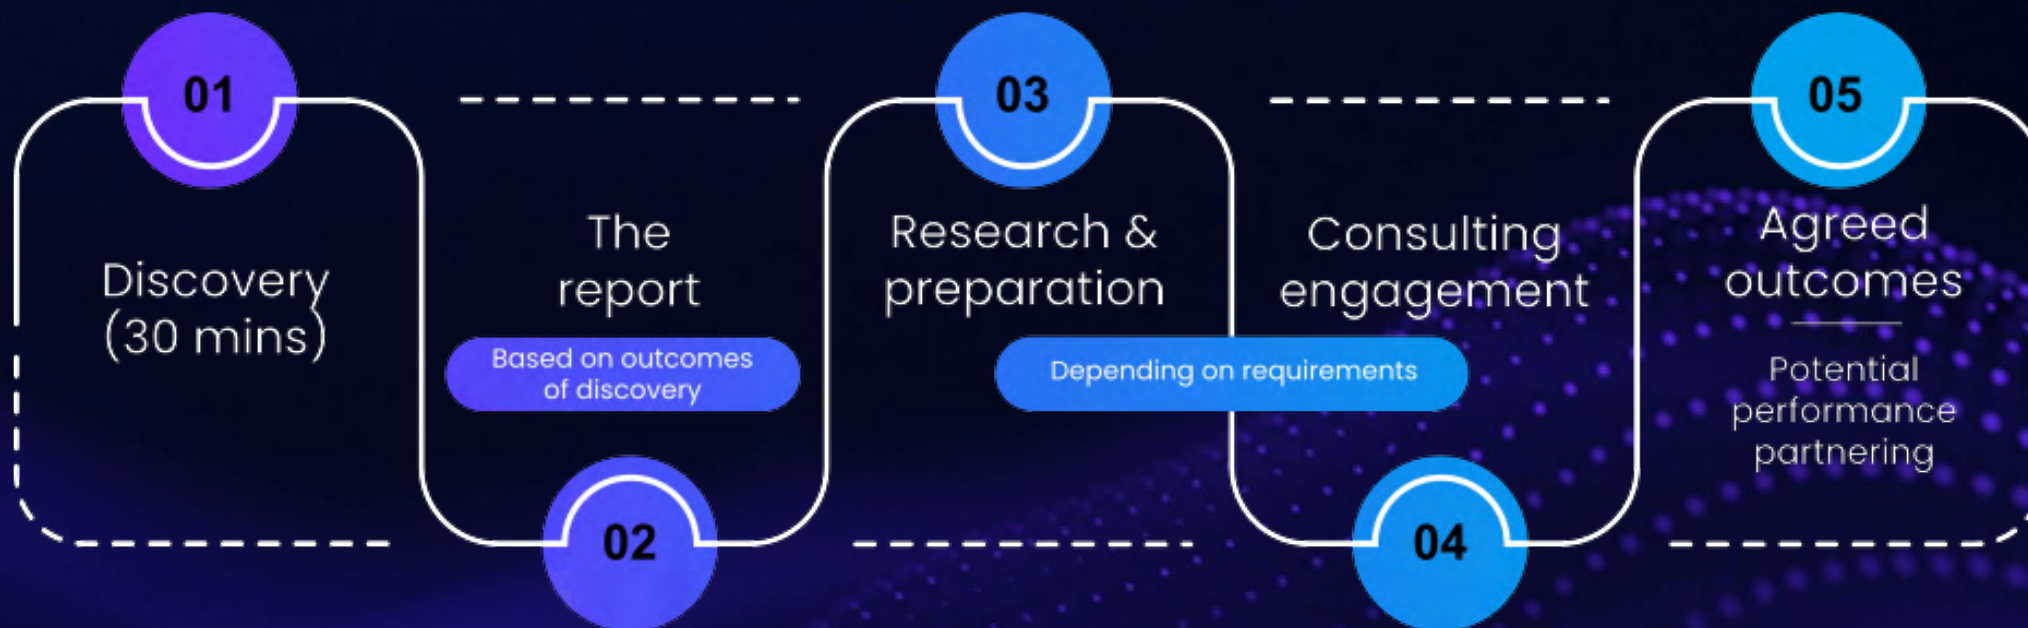 01
Discovery
(30 mins)
The
report
Based on outcomes
of discovery
02
03
Research &
preparation
Depending on requirements
Consulting
engagement
04
05
Agreed
outcomes
Potential
performance
partnering